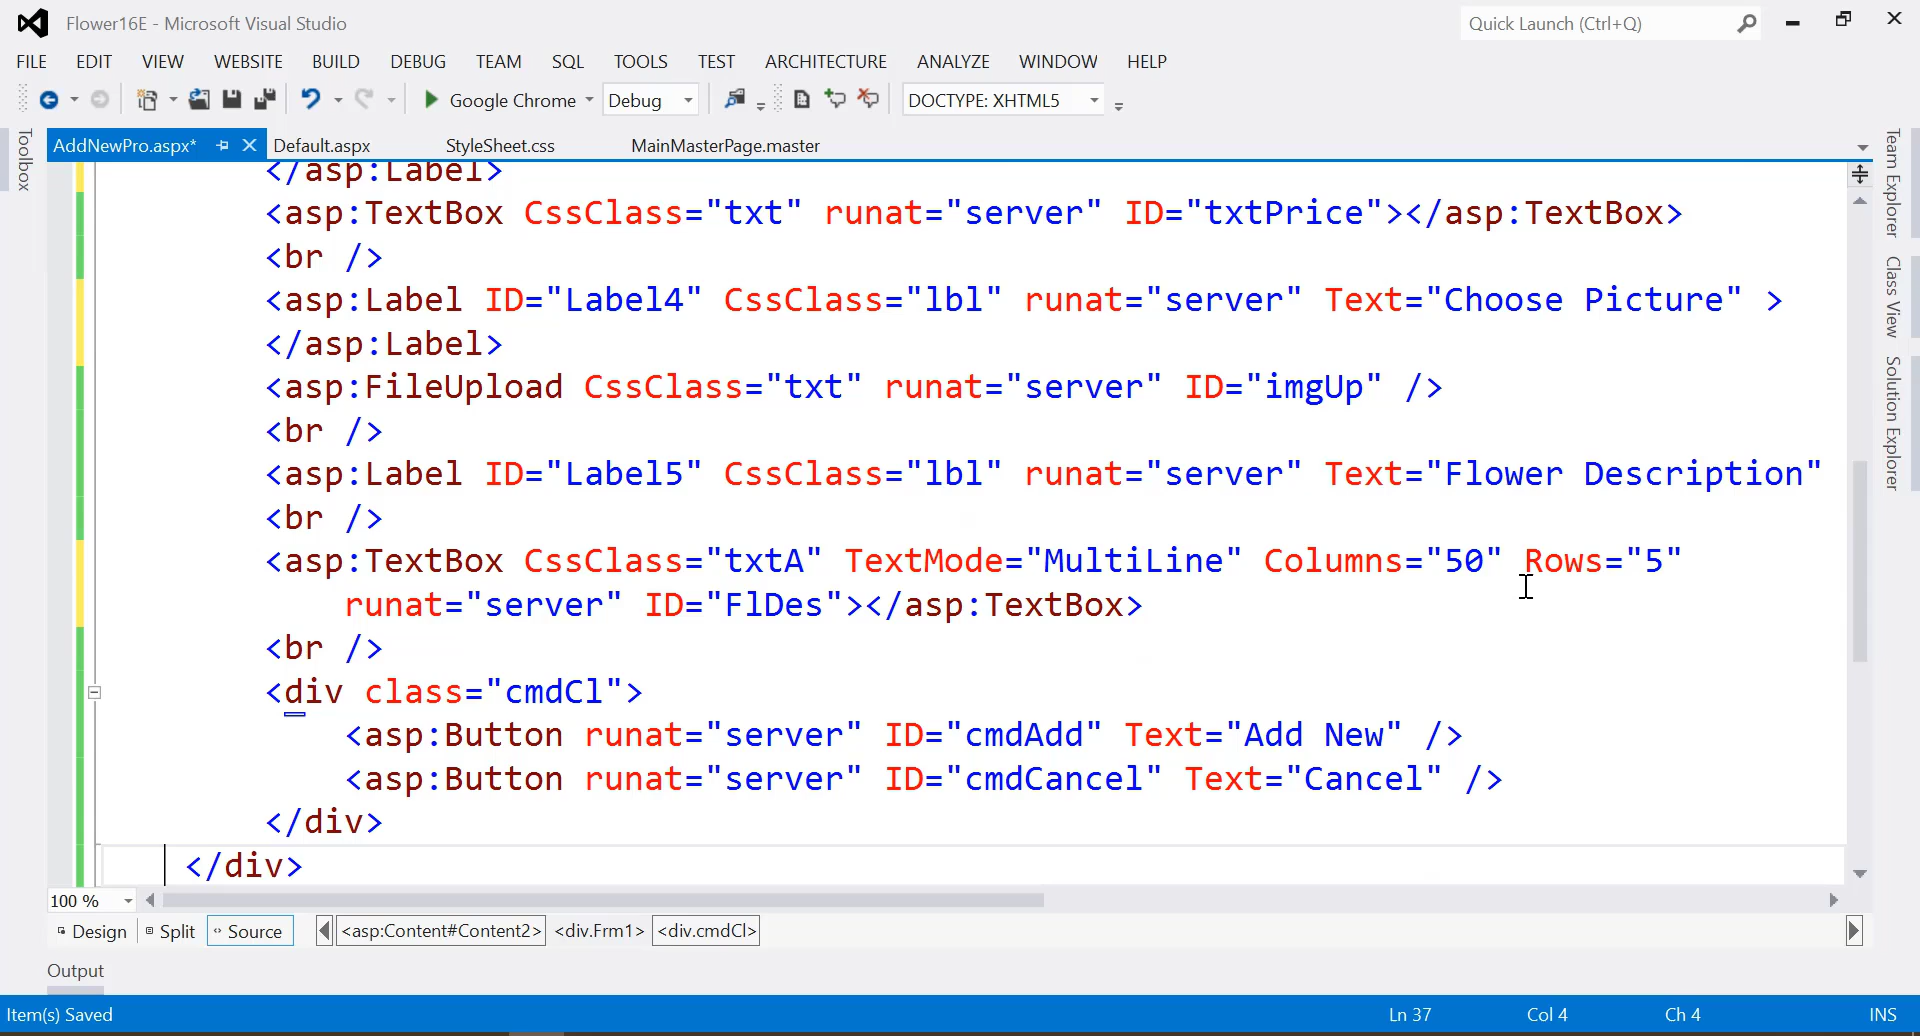 Flower16E - Microsoft Visual Studio
Quick Launch (Ctrl+Q)
FILE EDIT VIEW WEBSITE BUILD DEBUG TEAM SQL TOOLS TEST ARCHITECTURE ANALYZE WINDOW HELP
Google Chrome Debug DOCTYPE: XHTML5
AddNewPro.aspx* Default.aspx StyleSheet.css MainMasterPage.master
Toolbox
</asp:Label>
<asp:TextBox CssClass="txt" runat="server" ID="txtPrice"></asp:TextBox>
<br />
<asp:Label ID="Label4" CssClass="lbl" runat="server" Text="Choose Picture" >
</asp:Label>
<asp:FileUpload CssClass="txt" runat="server" ID="imgUp" />
<br />
<asp:Label ID="Label5" CssClass="lbl" runat="server" Text="Flower Description"
<br />
<asp:TextBox CssClass="txtA" TextMode="MultiLine" Columns="50" Rows="5"
runat="server" ID="FlDes"></asp:TextBox>
<br />
<div class="cmdCl">
<asp:Button runat="server" ID="cmdAdd" Text="Add New" />
<asp:Button runat="server" ID="cmdCancel" Text="Cancel" />
</div>
</div>
Team Explorer
Class View
Solution Explorer
100 %
Design Split Source <asp:Content#Content2> <div.Frm1> <div.cmdCl>
Output
Item(s) Saved Ln 37 Col 4 Ch 4 INS